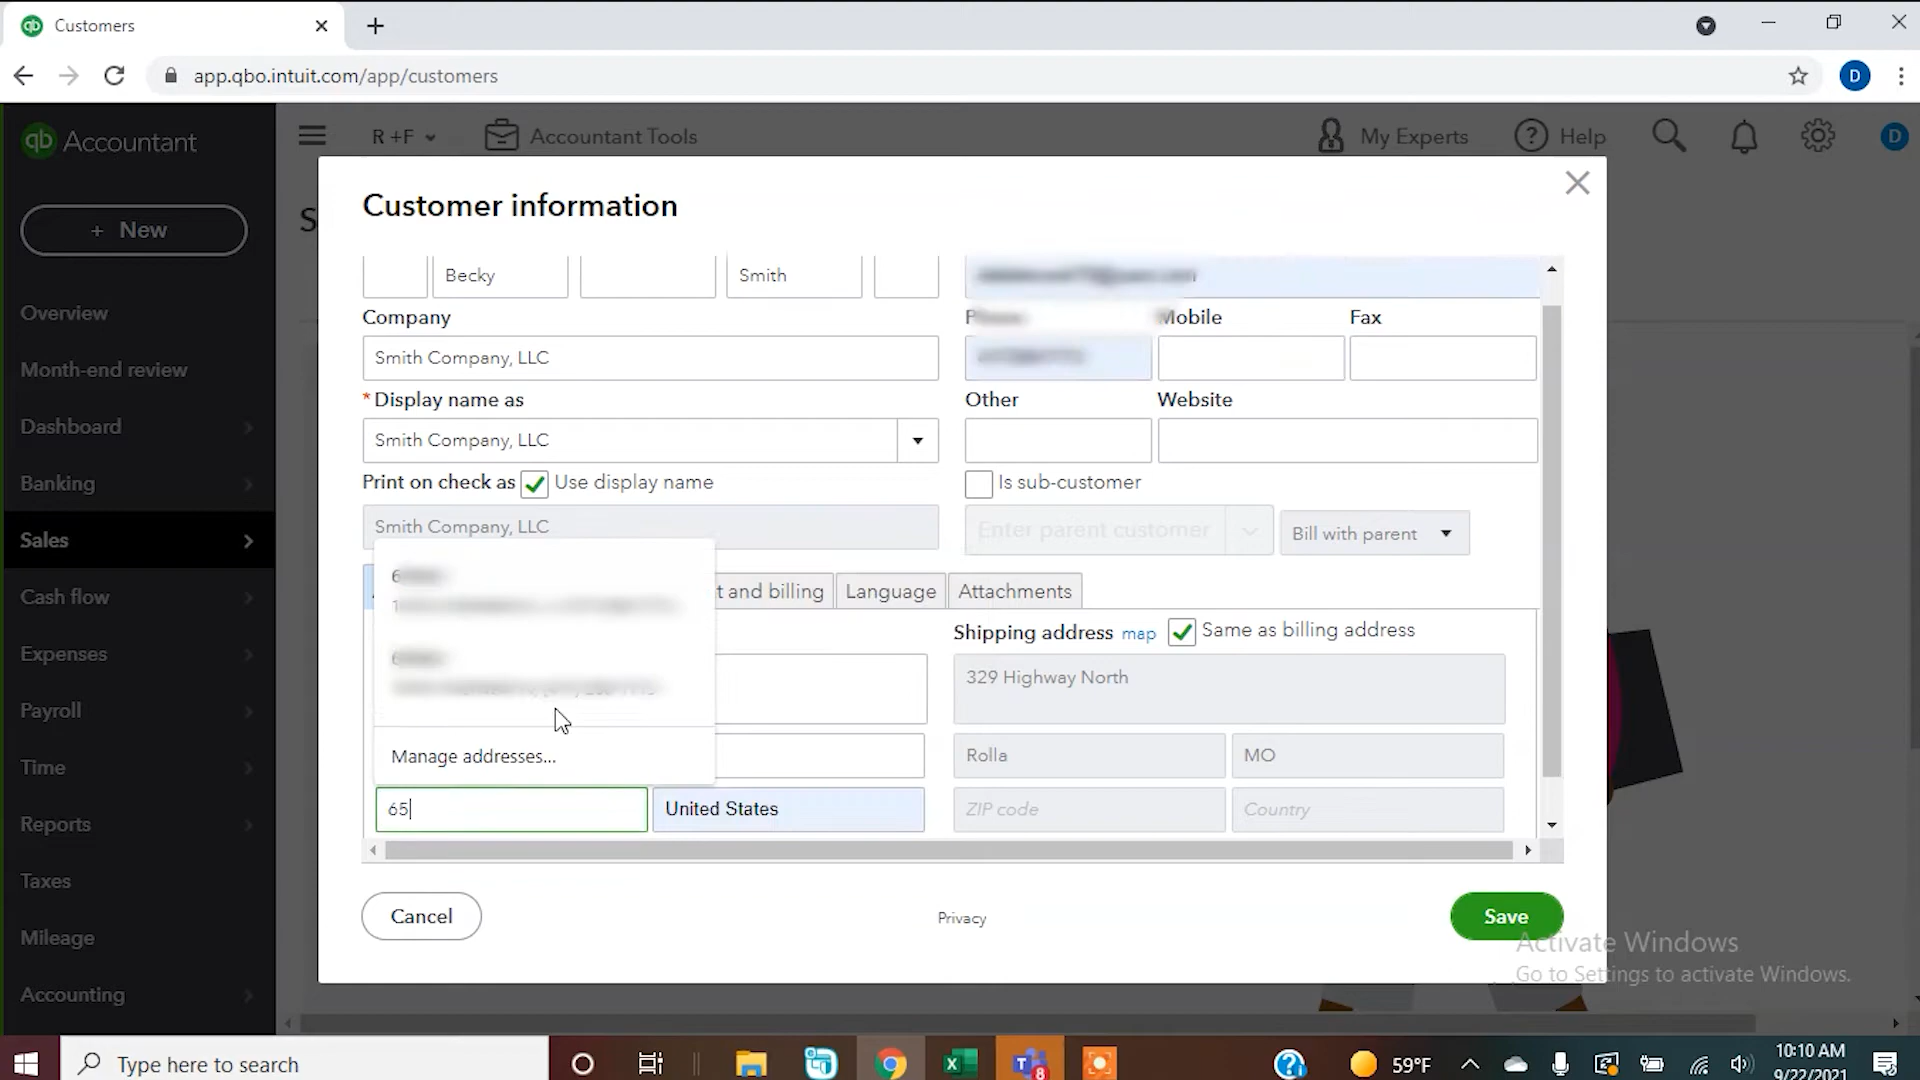 Customers
app.qbo.intuit.com/app/customers
D
qb Accountant
R +F
Accountant Tools
My Experts
Help
D
+ New
Overview
Month-end review
Dashboard
Banking
Sales
Cash flow
Expenses
Payroll
Time
Reports
Taxes
Mileage
Accounting
S
Customer information
Becky
Smith
Company
Mobile
Fax
Smith Company, LLC
* Display name as
Other
Website
Smith Company, LLC
Print on check as
Use display name
Is sub-customer
Smith Company, LLC
Enter parent customer
Bill with parent
t and billing
Language
Attachments
Shipping address map
Same as billing address
329 Highway North
Manage addresses...
Rolla
MO
65
United States
ZIP code
Country
Cancel
Privacy
Save
Activate Windows
Go to Settings to activate Windows.
Type here to search
8
59°F
10:10 AM
9/22/2021